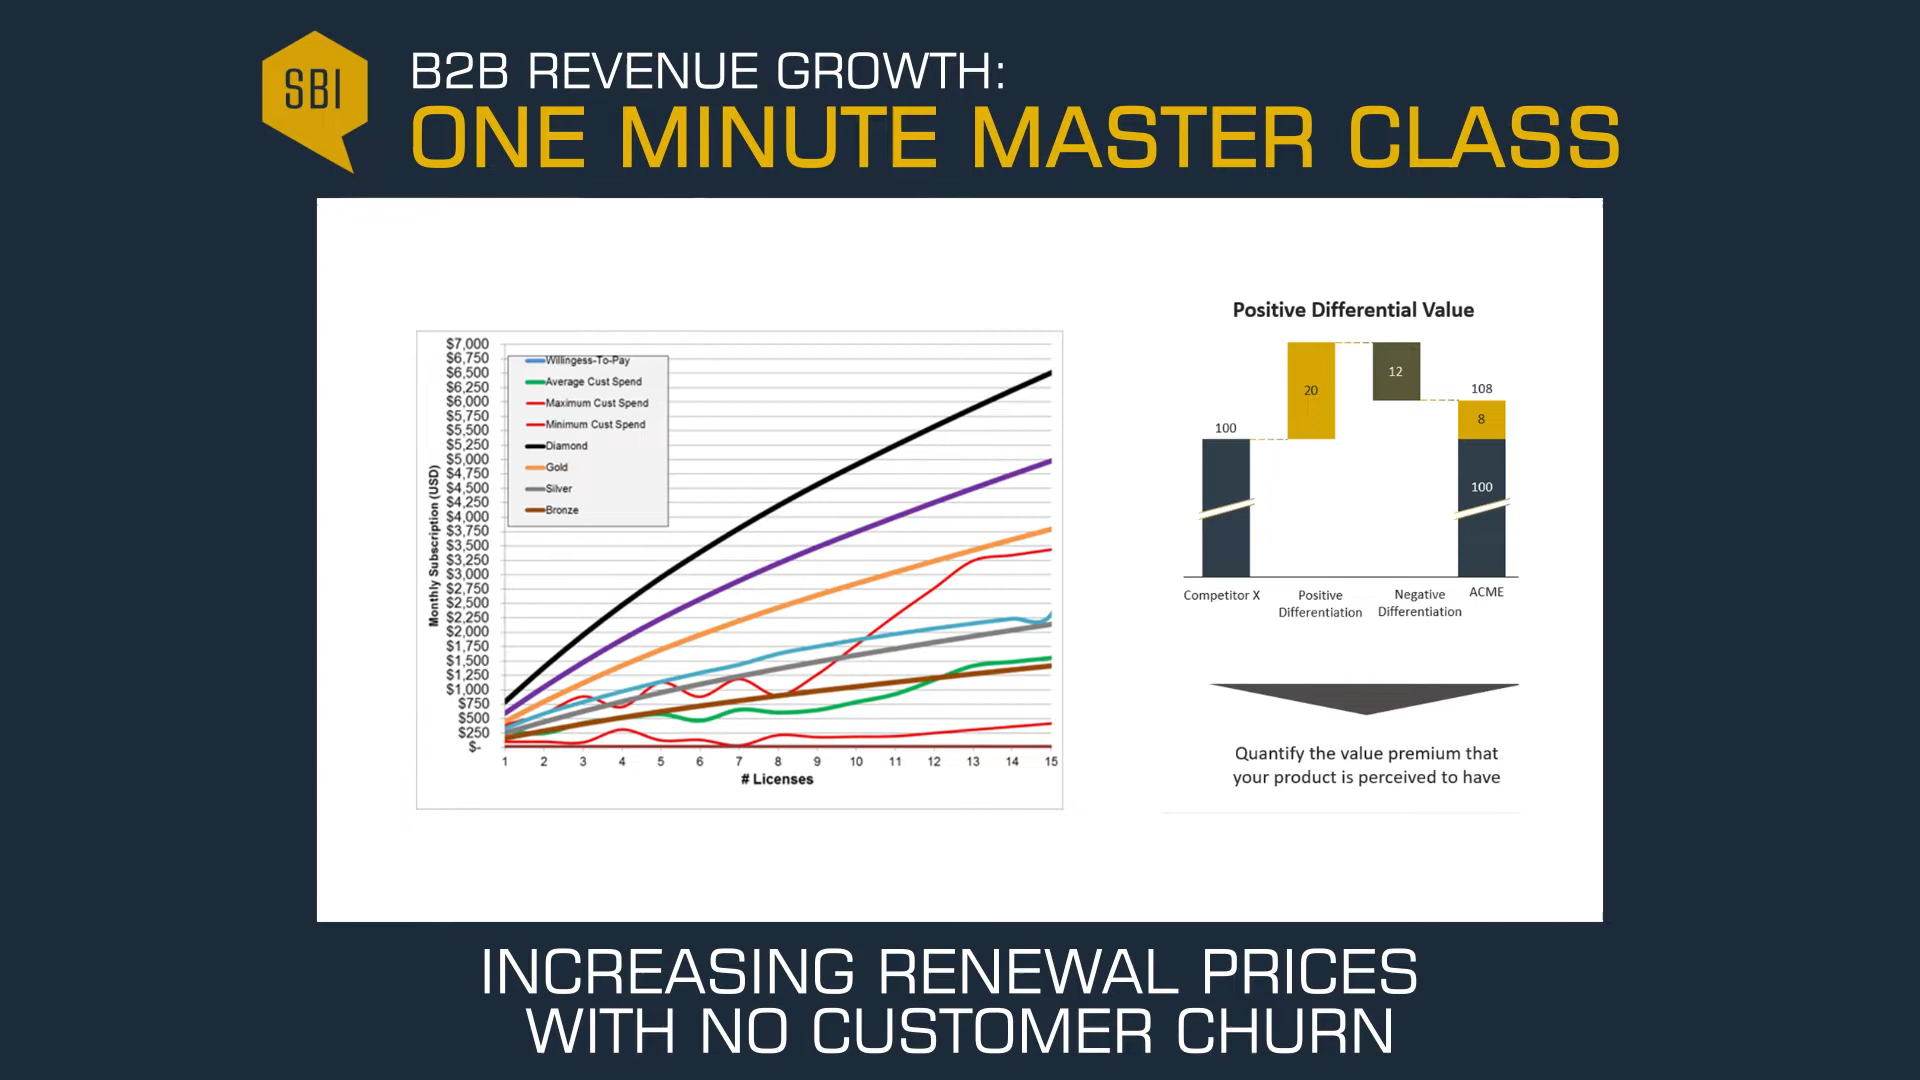 SBI
B2B REVENUE GROWTH:
ONE MINUTE MASTER CLASS
$7,000
$6,750
$6,500
$6,250
$6,000
$5,750
$5,500
$5,250
$5,000
$4,750
$4,500
$4,250
$4,000
$3,750
$3,500
$3,250
$3,000
$2,750
$2,500
$2,250
$2,000
$1,750
$1,500
$1,250
$1,000
$750
$500
$250
$-
Monthly Subscription (USD)
Willingess-To-Pay
Average Cust Spend
Maximum Cust Spend
Minimum Cust Spend
Diamond
Gold
Silver
Bronze
1 2 3 4 5 6 7 8 9 10 11 12 13 14 15
# Licenses
Positive Differential Value
100
20
12
108
8
100
Competitor X
Positive
Differentiation
Negative
Differentiation
ACME
Quantify the value premium that
your product is perceived to have
INCREASING RENEWAL PRICES
WITH NO CUSTOMER CHURN